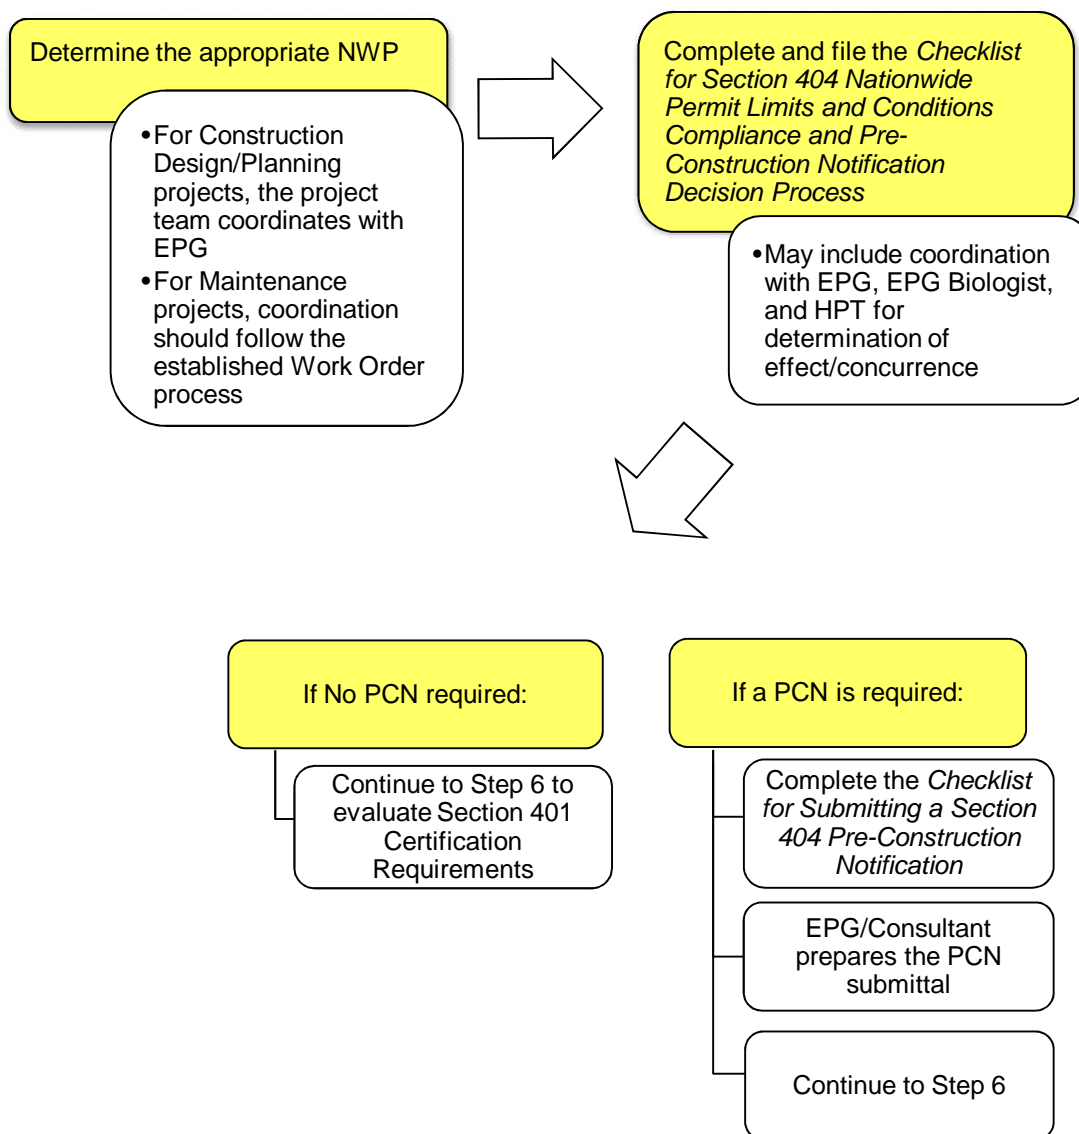 Determine the appropriate NWP
•For Construction
Design/Planning
projects, the project
team coordinates with
EPG
•For Maintenance
projects, coordination
should follow the
established Work Order
process
Complete and file the Checklist
for Section 404 Nationwide
Permit Limits and Conditions
Compliance and Pre-
Construction Notification
Decision Process
•May include coordination
with EPG, EPG Biologist,
and HPT for
determination of
effect/concurrence
If No PCN required:
Continue to Step 6 to
evaluate Section 401
Certification
Requirements
If a PCN is required:
Complete the Checklist
for Submitting a Section
404 Pre-Construction
Notification
EPG/Consultant
prepares the PCN
submittal
Continue to Step 6